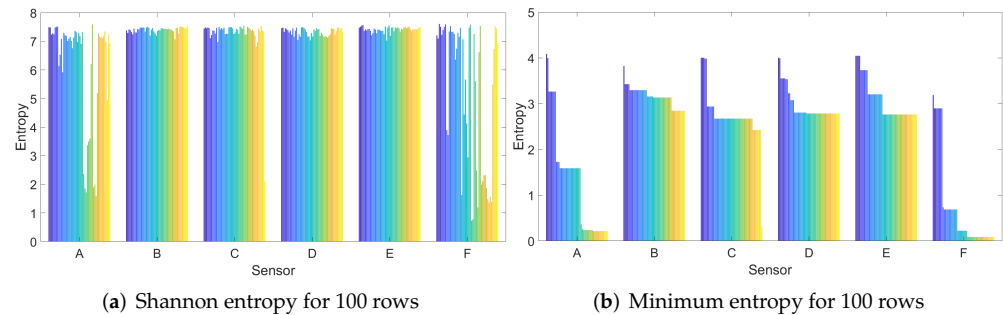 8
7
6
5
4
3
2
1
0
Entropy
A B C D E F
Sensor
(a) Shannon entropy for 100 rows
5
4
3
2
1
0
Entropy
A B C D E F
Sensor
(b) Minimum entropy for 100 rows